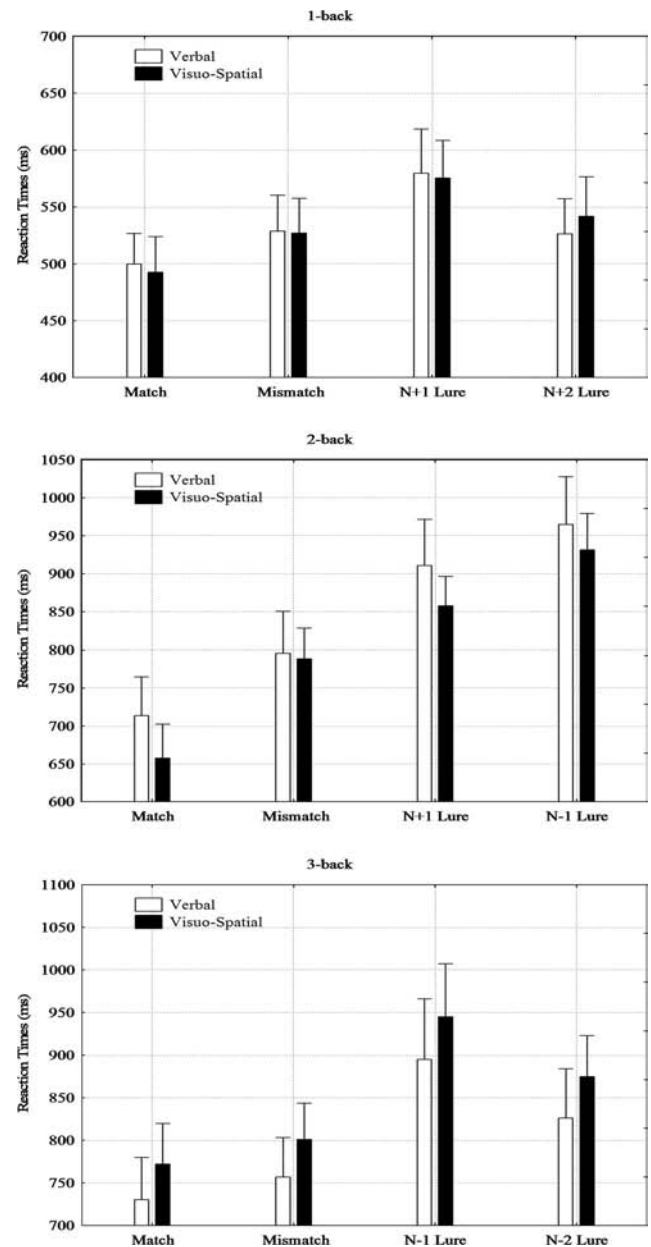 1-back
700
650
600
550
500
450
400
Reaction Times (ms)
Verbal
Visuo-Spatial
Match Mismatch N+1 Lure N+2 Lure
2-back
1050
1000
950
900
850
800
750
700
650
600
Reaction Times (ms)
Verbal
Visuo-Spatial
Match Mismatch N+1 Lure N-1 Lure
3-back
1100
1050
1000
950
900
850
800
750
700
Reaction Times (ms)
Verbal
Visuo-Spatial
Match Mismatch N-1 Lure N-2 Lure